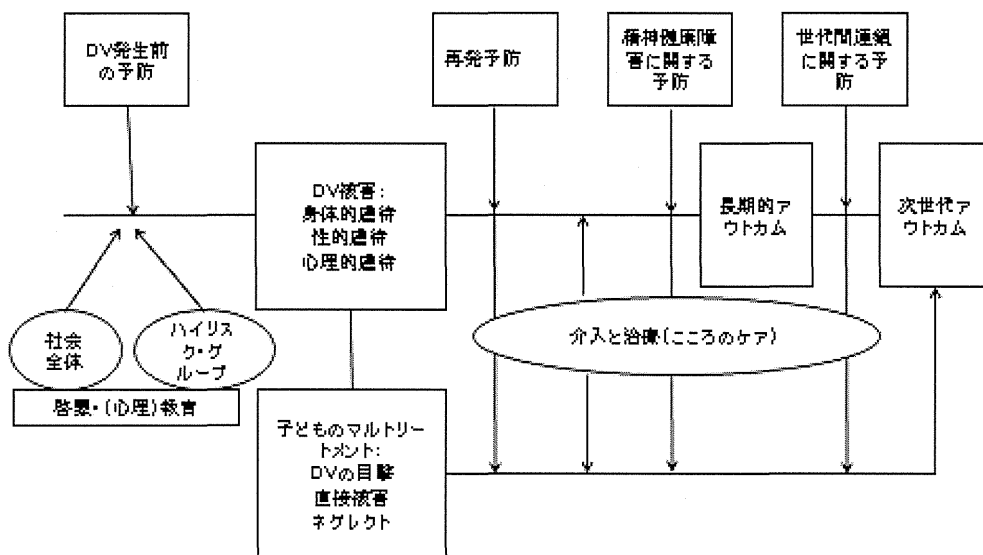 DV発生前
の予防
再発予防
精神健康障
害に関する
予防
世代間連鎖
に関する予
防
DV被害:
身体的虐待
性的虐待
心理的虐待
長期的ア
ウトカム
次世代ア
ウトカム
社会
全体
ハイリス
ク・グ
ループ
啓蒙・(心理)教育
介入と治療(こころのケア)
子どものマルトリー
トメント:
DVの目撃
直接被害
ネグレクト